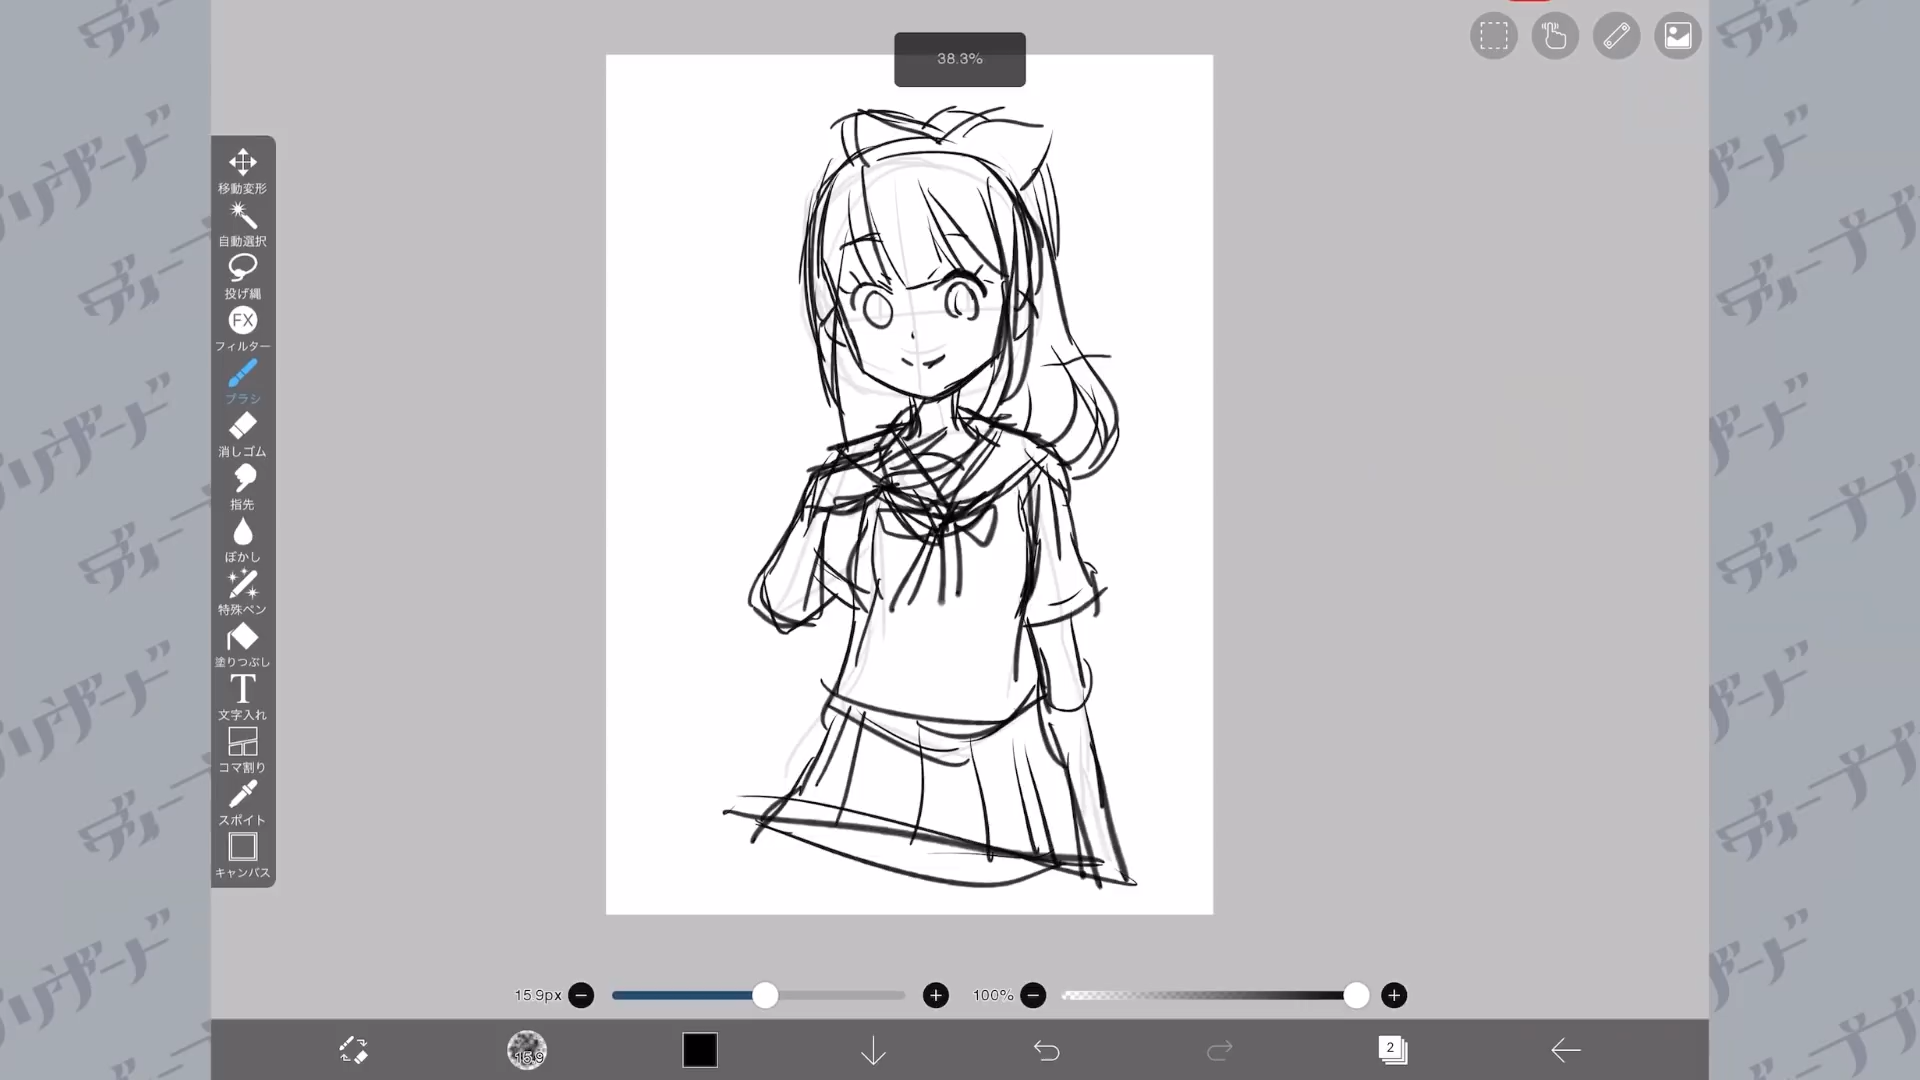 38.3%
移動変形
自動選択
投げ縄
FX
フィルター
ブラシ
消しゴム
指先
ぼかし
特殊ペン
塗りつぶし
T
文字入れ
コマ割り
スポイト
キャンバス
15.9px
100%
15.9
2